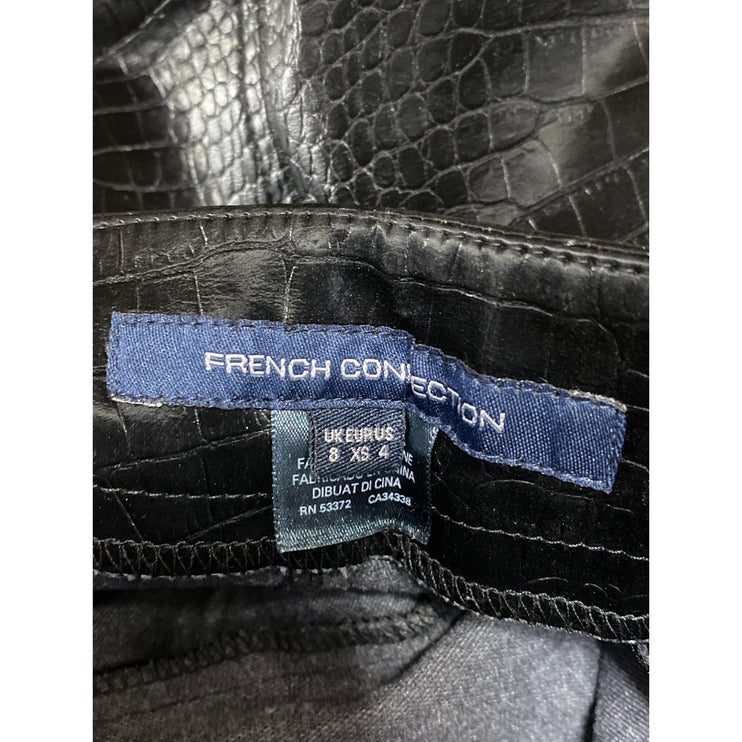 FRENCH CONNECTION
UK EUR US
8 XS 4
DIBUAT DI CINA
RN 53372 CA34338